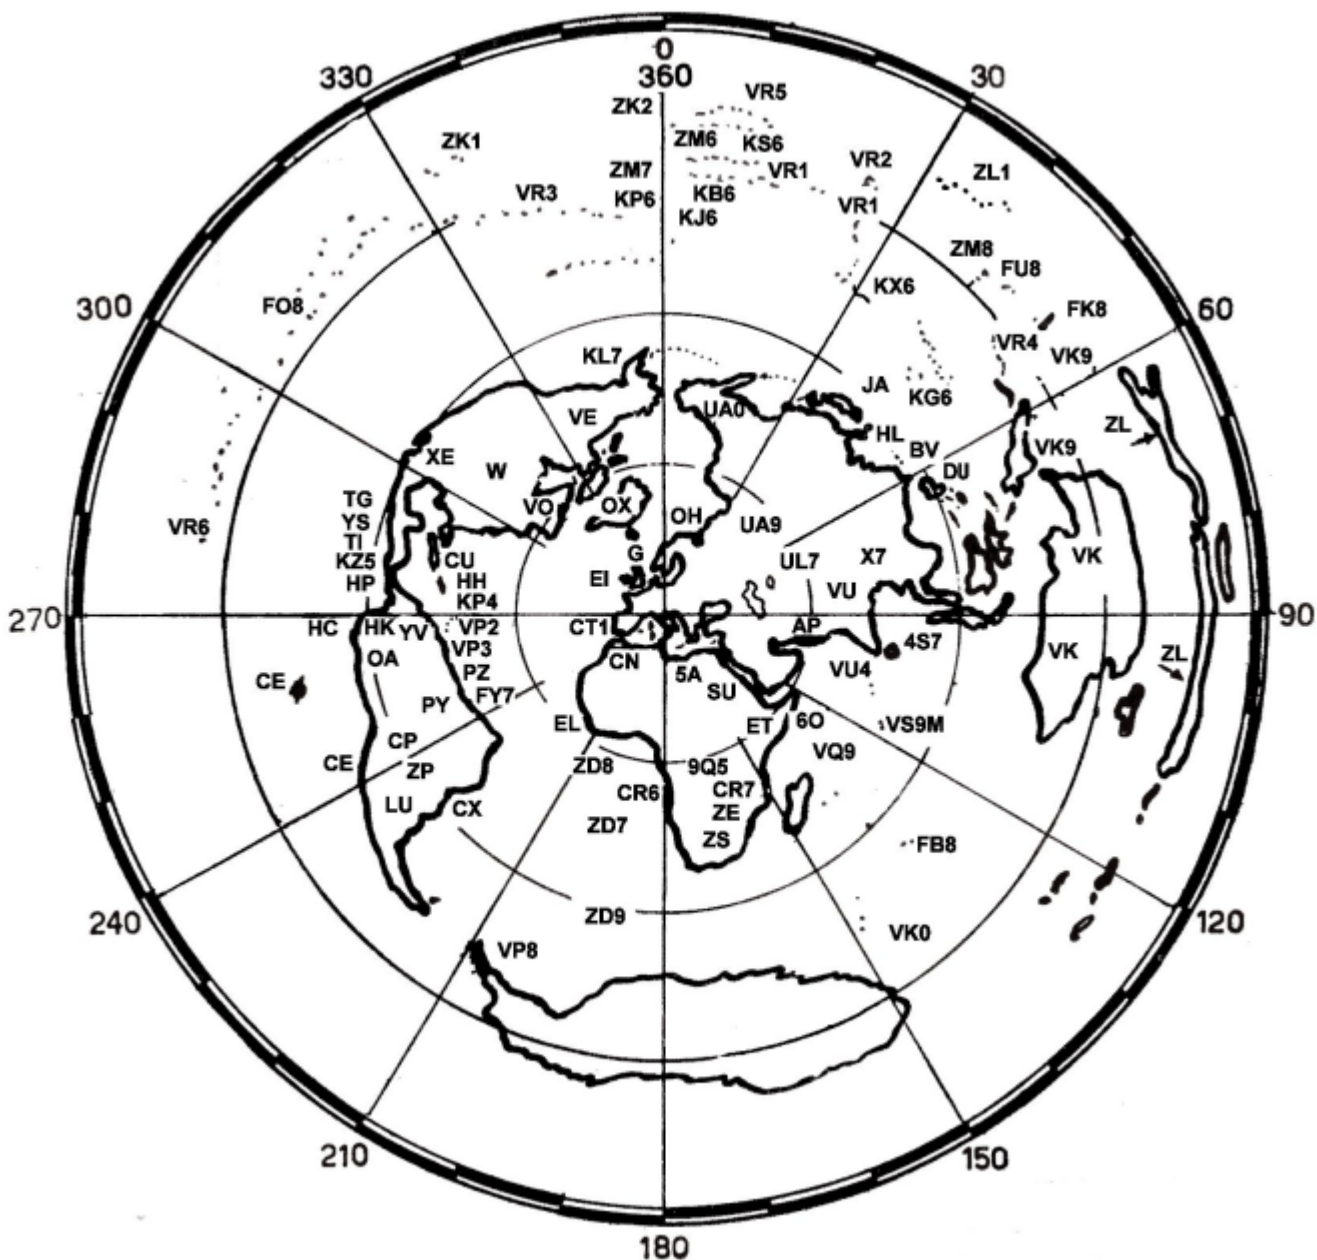 0
330
360
30
ZK2
VR5
ZK1
ZM6
KS6
ZM7
VR1
VR2
ZL1
VR3
KP6
KB6
VR1
KJ6
ZM8
FU8
KX6
300
FO8
FK8
60
KL7
VR4
VK9
JA
KG6
VE
UA0
ZL
HL
BV
VK9
XE
W
DU
TG
VO
OX
OH
UA9
YS
VR6
TI
CU
G
UL7
X7
VK
KZ5
HP
HH
EI
VU
KP4
270
HC
HK
YV
VP2
CT1
AP
4S7
90
VP3
OA
CN
VK
ZL
PZ
5A
VU4
CE
PY
FY7
SU
EL
ET
6O
VS9M
CP
VQ9
CE
ZP
ZD8
9Q5
LU
CX
CR6
CR7
ZE
ZD7
ZS
FB8
240
ZD9
120
VP8
VK0
210
150
180